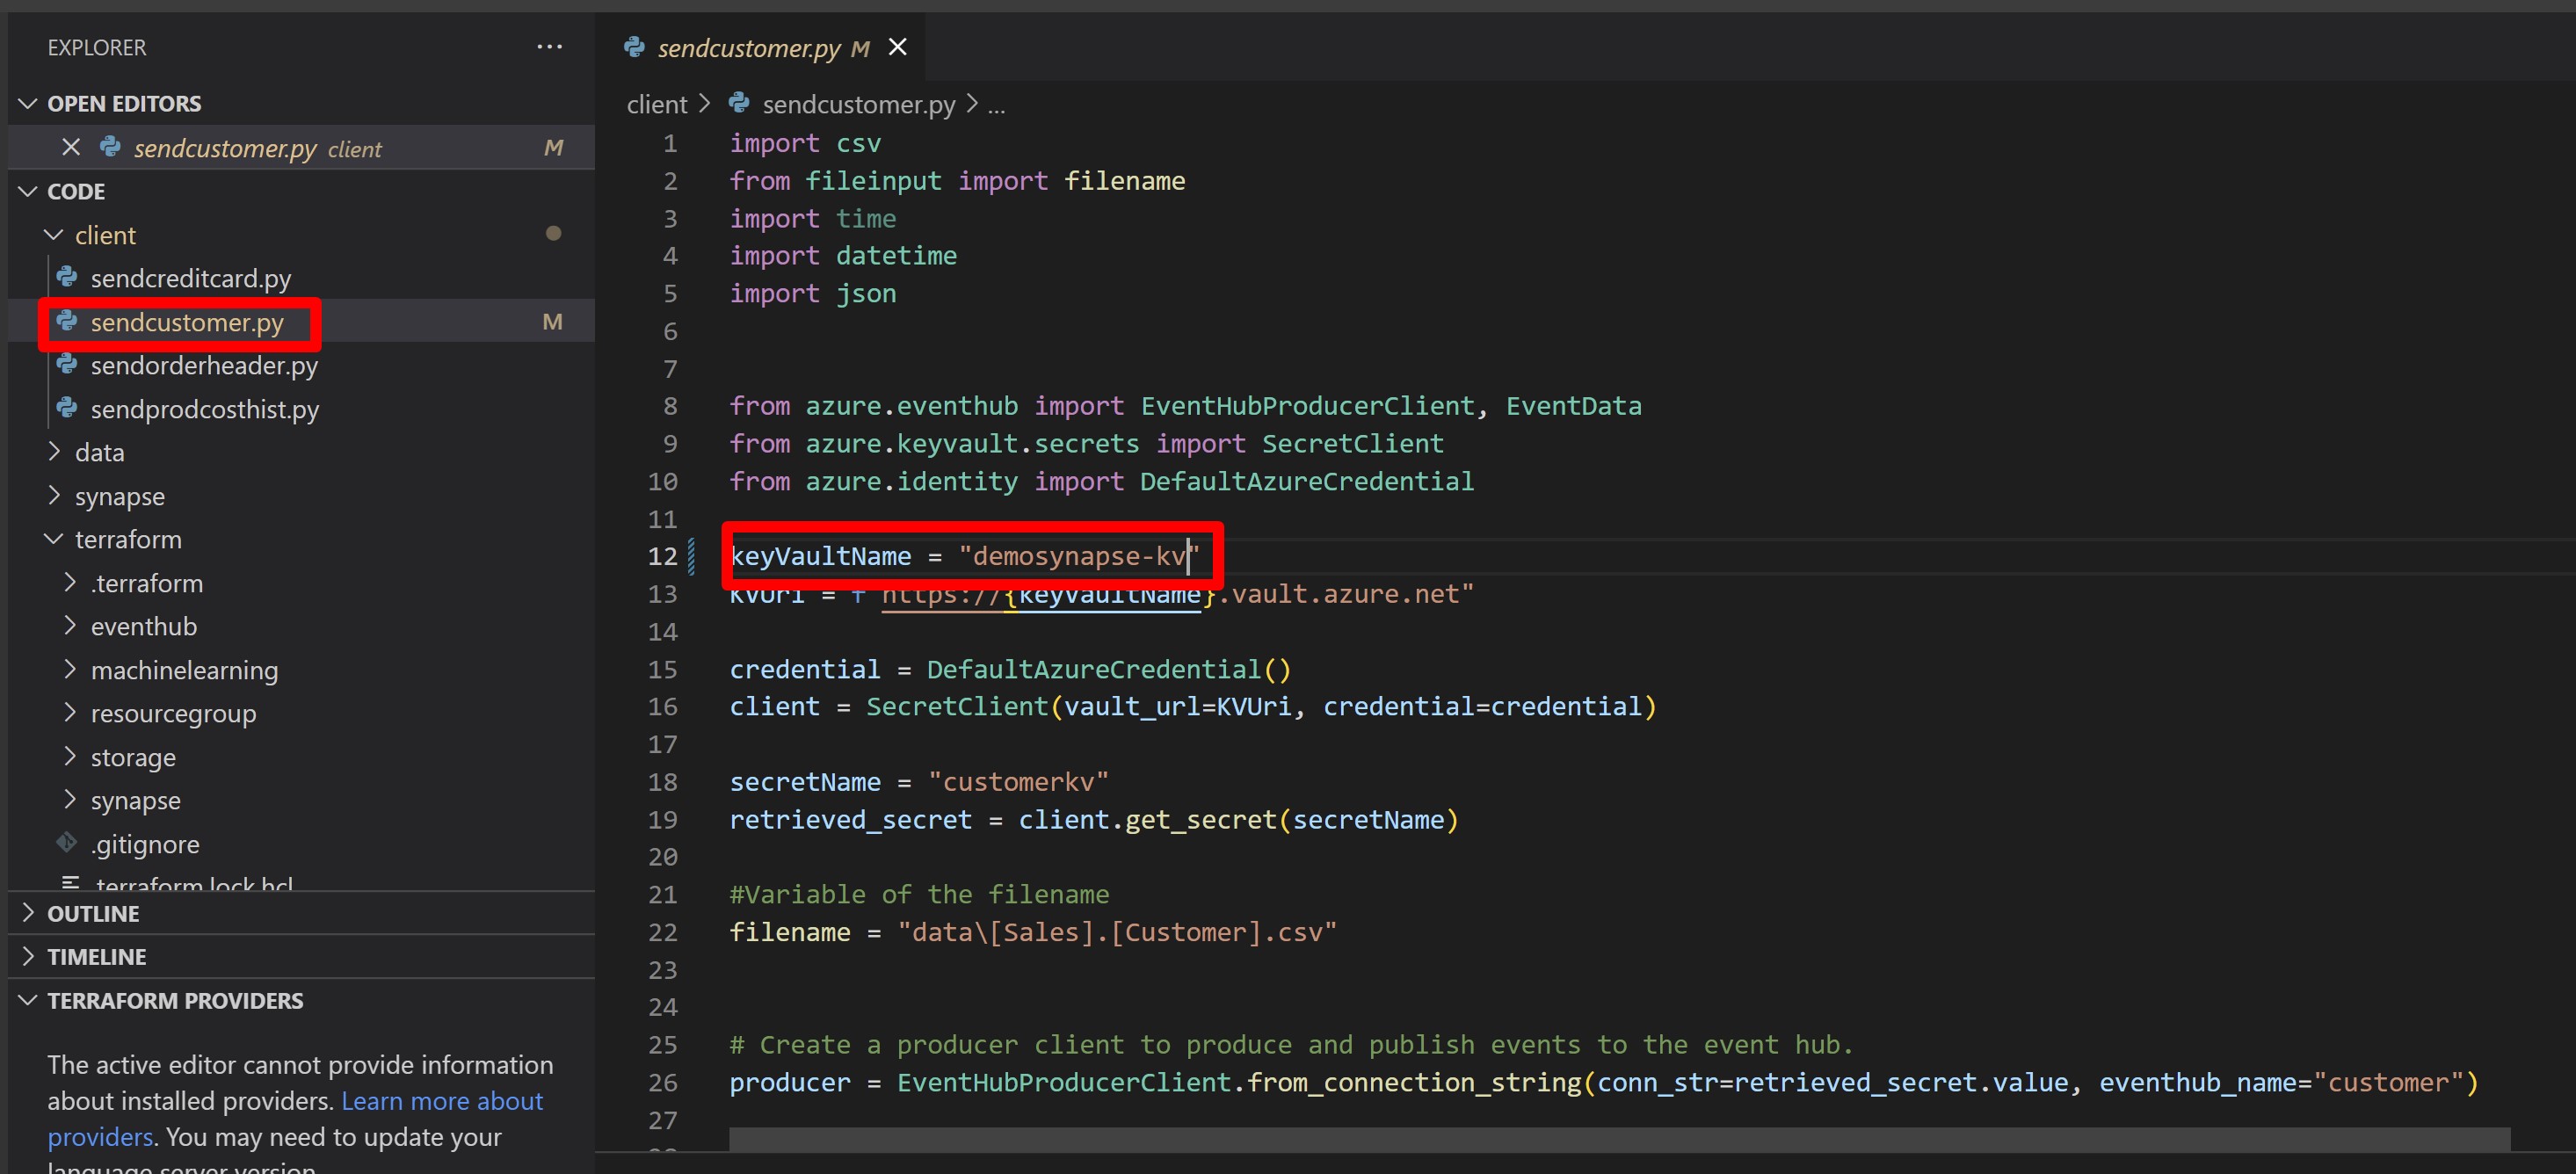 EXPLORER
OPEN EDITORS
sendcustomer.py client M
CODE
client
sendcreditcard.py
sendcustomer.py M
sendorderheader.py
sendprodcosthist.py
data
synapse
terraform
.terraform
eventhub
machinelearning
resourcegroup
storage
synapse
.gitignore
.terraform.lock.hcl
OUTLINE
TIMELINE
TERRAFORM PROVIDERS
The active editor cannot provide information
about installed providers. Learn more about
providers. You may need to update your
language server version.
sendcustomer.py M
client > sendcustomer.py > ...
1 import csv
2 from fileinput import filename
3 import time
4 import datetime
5 import json
6
7
8 from azure.eventhub import EventHubProducerClient, EventData
9 from azure.keyvault.secrets import SecretClient
10 from azure.identity import DefaultAzureCredential
11
12 keyVaultName = "demosynapse-kv"
13 KVUri = f"https://{keyVaultName}.vault.azure.net"
14
15 credential = DefaultAzureCredential()
16 client = SecretClient(vault_url=KVUri, credential=credential)
17
18 secretName = "customerkv"
19 retrieved_secret = client.get_secret(secretName)
20
21 #Variable of the filename
22 filename = "data\[Sales].[Customer].csv"
23
24
25 # Create a producer client to produce and publish events to the event hub.
26 producer = EventHubProducerClient.from_connection_string(conn_str=retrieved_secret.value, eventhub_name="customer")
27